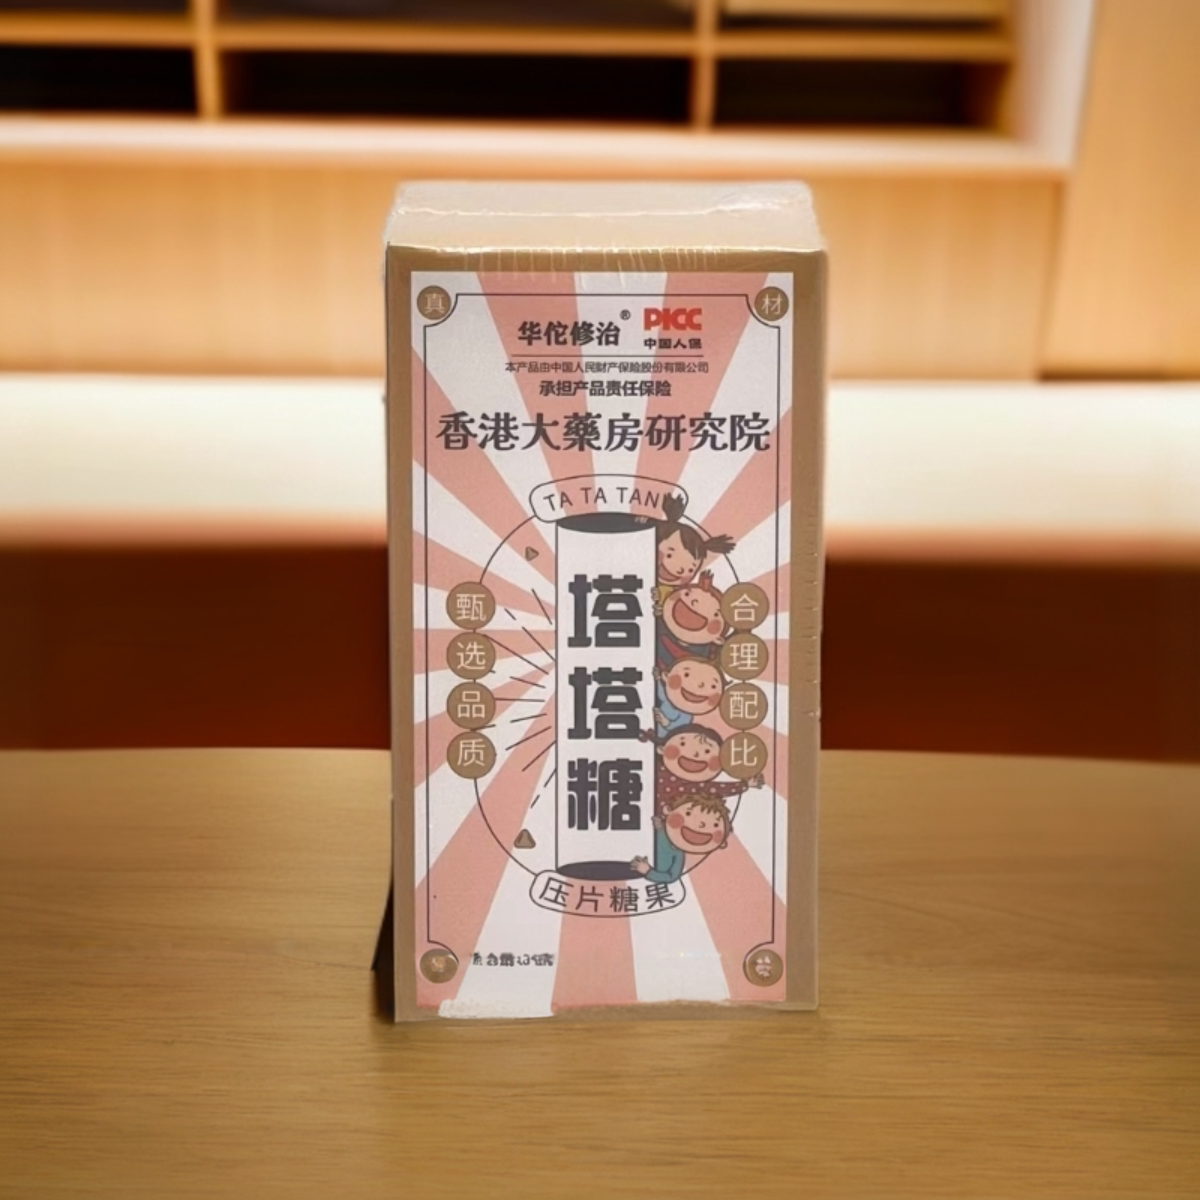 真 材
华佗修治® PICC
中国人保
本产品由中国人民财产保险股份有限公司
承担产品责任保险
香港大藥房研究院
TA TA TANG
塔塔糖
甄选品质
合理配比
压片糖果